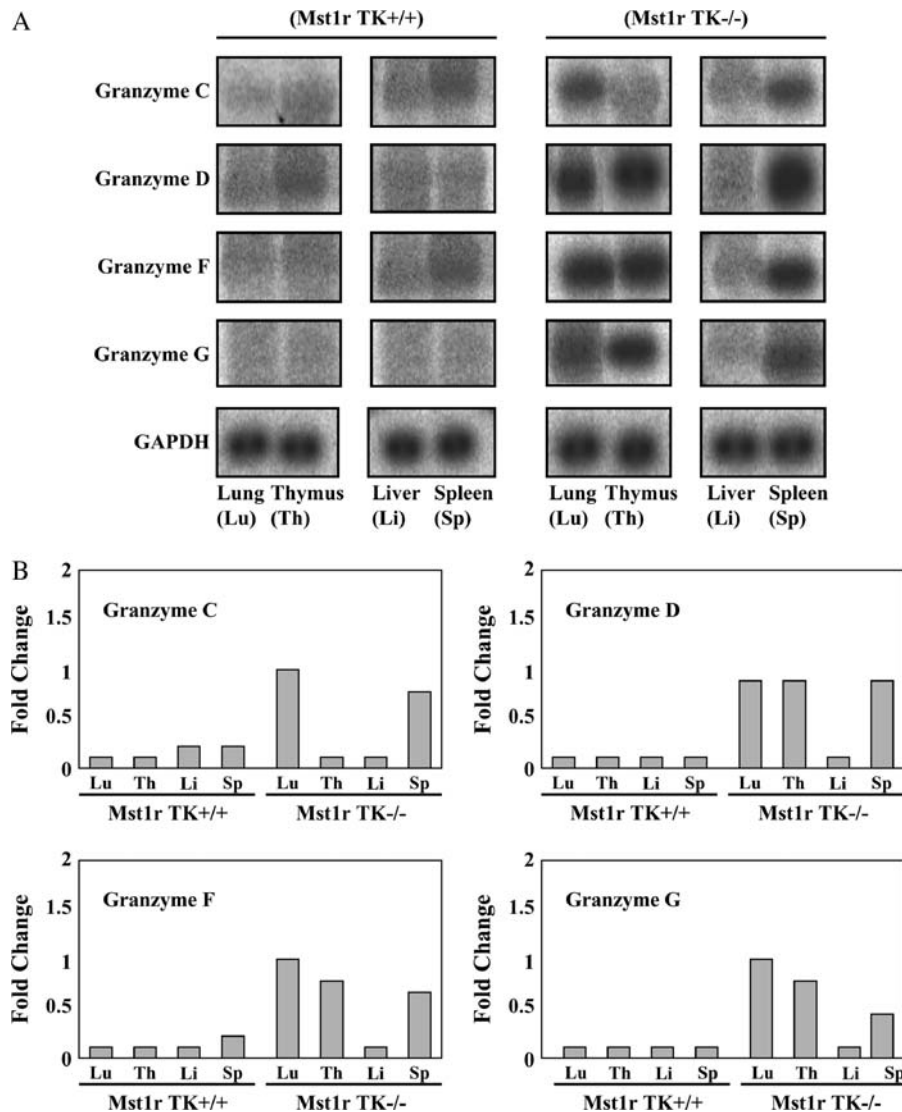 A
(Mst1r TK+/+) (Mst1r TK-/-)
Granzyme C
Granzyme D
Granzyme F
Granzyme G
GAPDH
Lung Thymus Liver Spleen Lung Thymus Liver Spleen
(Lu) (Th) (Li) (Sp) (Lu) (Th) (Li) (Sp)
B
Fold Change
2
1.5
1
0.5
0
Granzyme C
Lu Th Li Sp Lu Th Li Sp
Mst1r TK+/+ Mst1r TK-/-
Fold Change
2
1.5
1
0.5
0
Granzyme D
Lu Th Li Sp Lu Th Li Sp
Mst1r TK+/+ Mst1r TK-/-
Fold Change
2
1.5
1
0.5
0
Granzyme F
Lu Th Li Sp Lu Th Li Sp
Mst1r TK+/+ Mst1r TK-/-
Fold Change
2
1.5
1
0.5
0
Granzyme G
Lu Th Li Sp Lu Th Li Sp
Mst1r TK+/+ Mst1r TK-/-